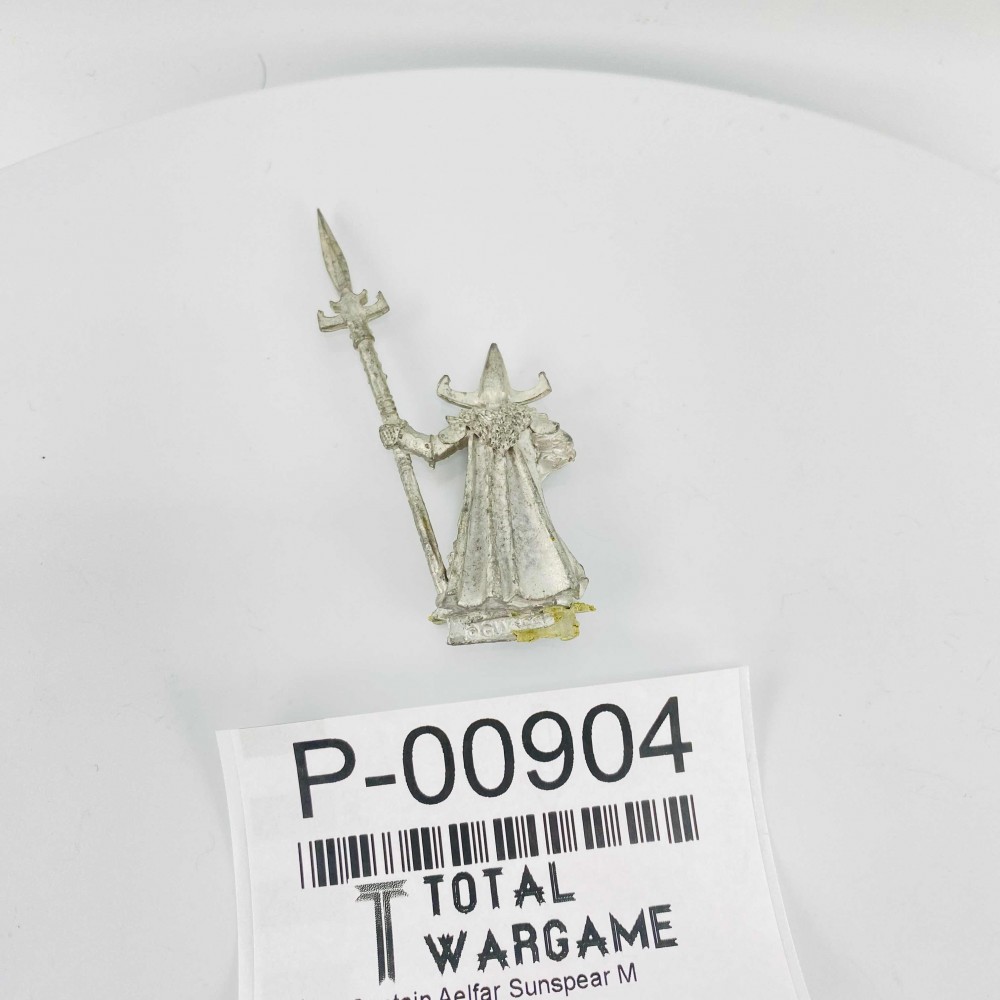 P-00904
TOTAL
WARGAME
Aelfar Sunspear M